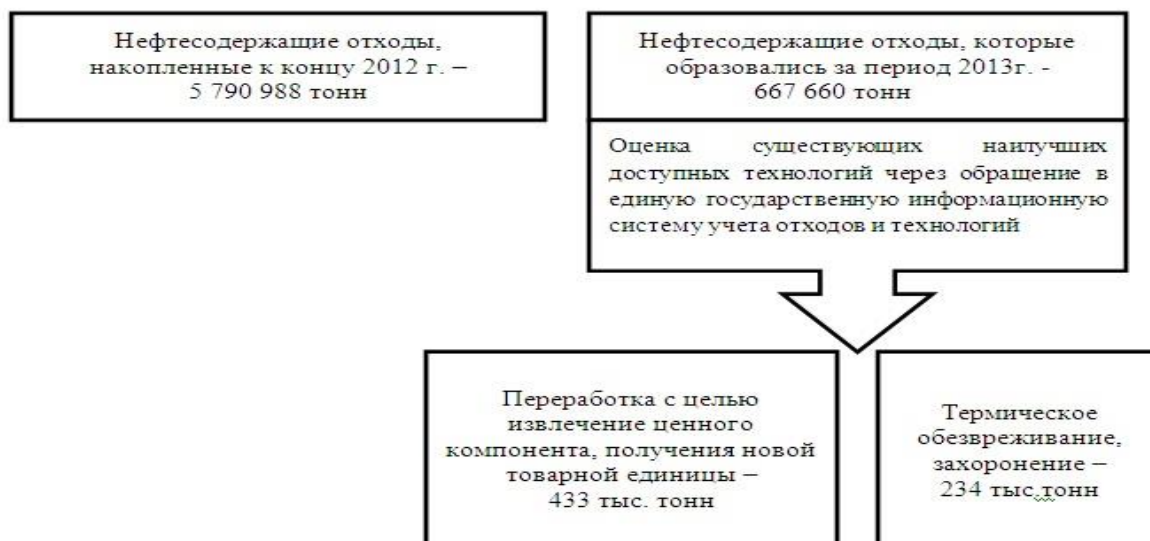 Нефтесодержащие отходы,
накопленные к концу 2012 г. –
5 790 988 тонн
Нефтесодержащие отходы, которые
образовались за период 2013г. -
667 660 тонн
Оценка существующих наилучших
доступных технологий через обращение в
единую государственную информационную
систему учета отходов и технологий
Переработка с целью
извлечение ценного
компонента, получения новой
товарной единицы –
433 тыс. тонн
Термическое
обезвреживание,
захоронение –
234 тыс.тонн